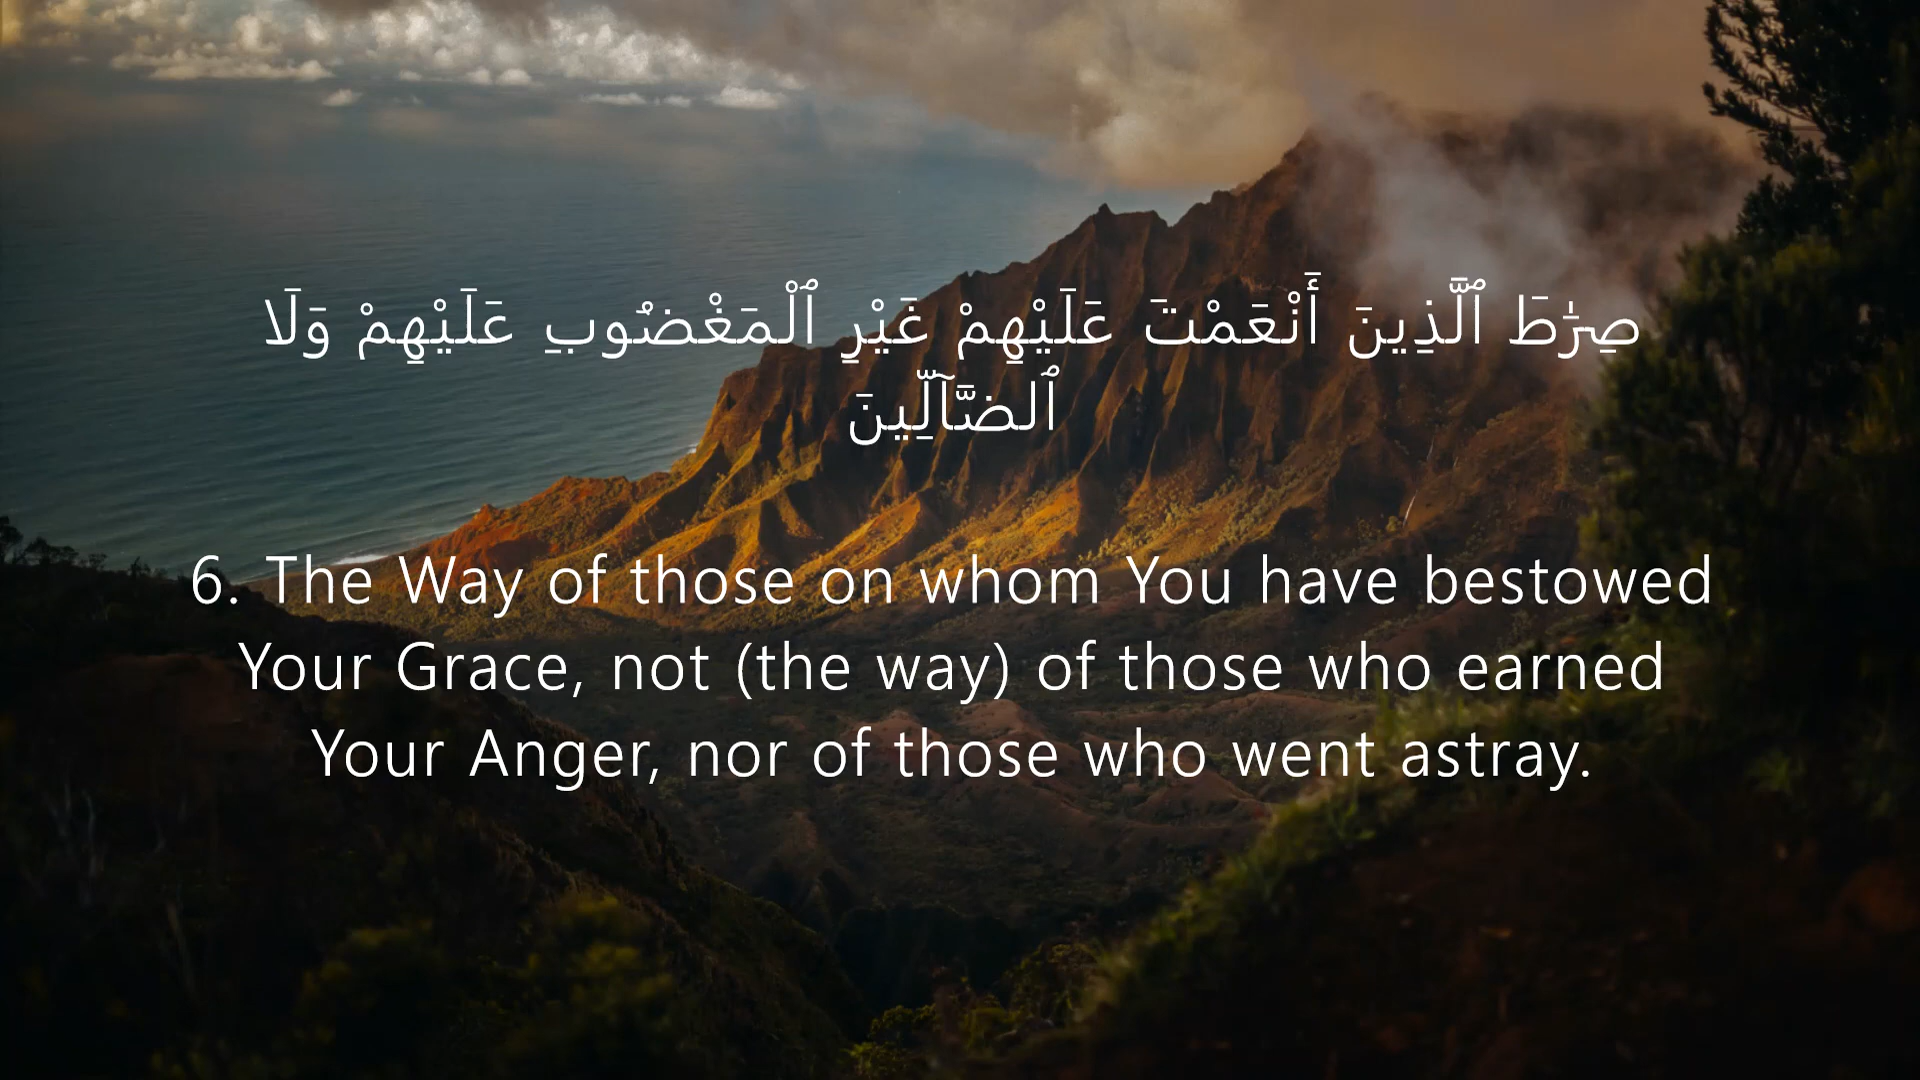 صِرَٰطَ ٱلَّذِينَ أَنْعَمْتَ عَلَيْهِمْ غَيْرِ ٱلْمَغْضُوبِ عَلَيْهِمْ وَلَا
ٱلضَّآلِّينَ
6. The Way of those on whom You have bestowed
Your Grace, not (the way) of those who earned
Your Anger, nor of those who went astray.